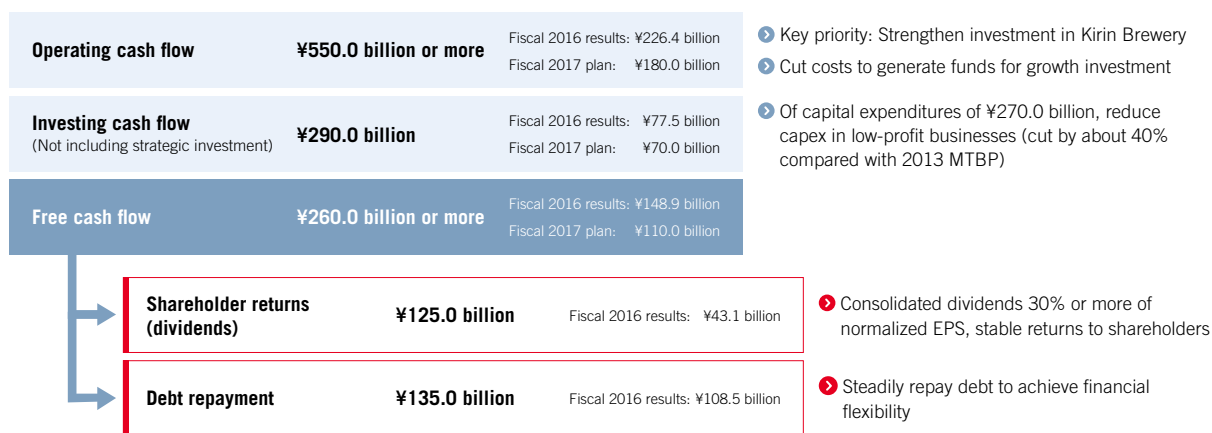 Operating cash flow
¥550.0 billion or more
Fiscal 2016 results: ¥226.4 billion
Fiscal 2017 plan: ¥180.0 billion
Key priority: Strengthen investment in Kirin Brewery
Cut costs to generate funds for growth investment
Investing cash flow
(Not including strategic investment)
¥290.0 billion
Fiscal 2016 results: ¥77.5 billion
Fiscal 2017 plan: ¥70.0 billion
Of capital expenditures of ¥270.0 billion, reduce
capex in low-profit businesses (cut by about 40%
compared with 2013 MTBP)
Free cash flow
¥260.0 billion or more
Fiscal 2016 results: ¥148.9 billion
Fiscal 2017 plan: ¥110.0 billion
Shareholder returns
(dividends)
¥125.0 billion
Fiscal 2016 results: ¥43.1 billion
Consolidated dividends 30% or more of
normalized EPS, stable returns to shareholders
Debt repayment
¥135.0 billion
Fiscal 2016 results: ¥108.5 billion
Steadily repay debt to achieve financial
flexibility